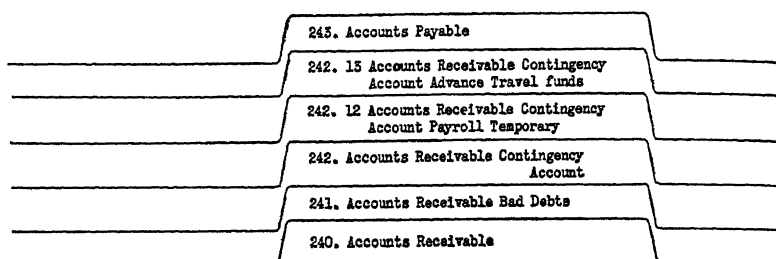 243. Accounts Payable
242. 13 Accounts Receivable Contingency
Account Advance Travel funds
242. 12 Accounts Receivable Contingency
Account Payroll Temporary
242. Accounts Receivable Contingency
Account
241. Accounts Receivable Bad Debts
240. Accounts Receivable